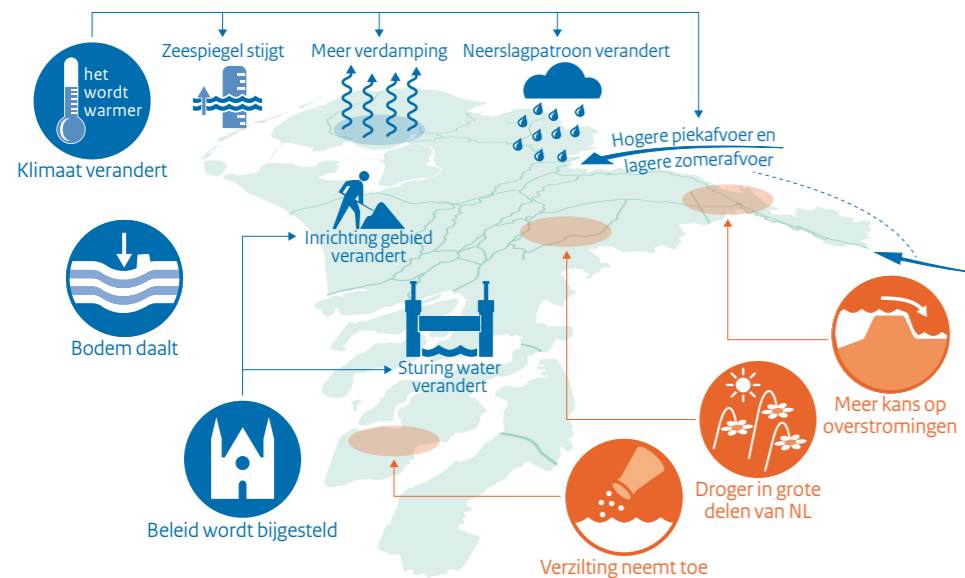 Zeespiegel stijgt
Meer verdamping
Neerslagpatroon verandert
het
wordt
warmer
Klimaat verandert
Hogere piekafvoer en
lagere zomerafvoer
Inrichting gebied
verandert
Bodem daalt
Sturing water
verandert
Meer kans op
overstromingen
Droger in grote
delen van NL
Beleid wordt bijgesteld
Verzilting neemt toe